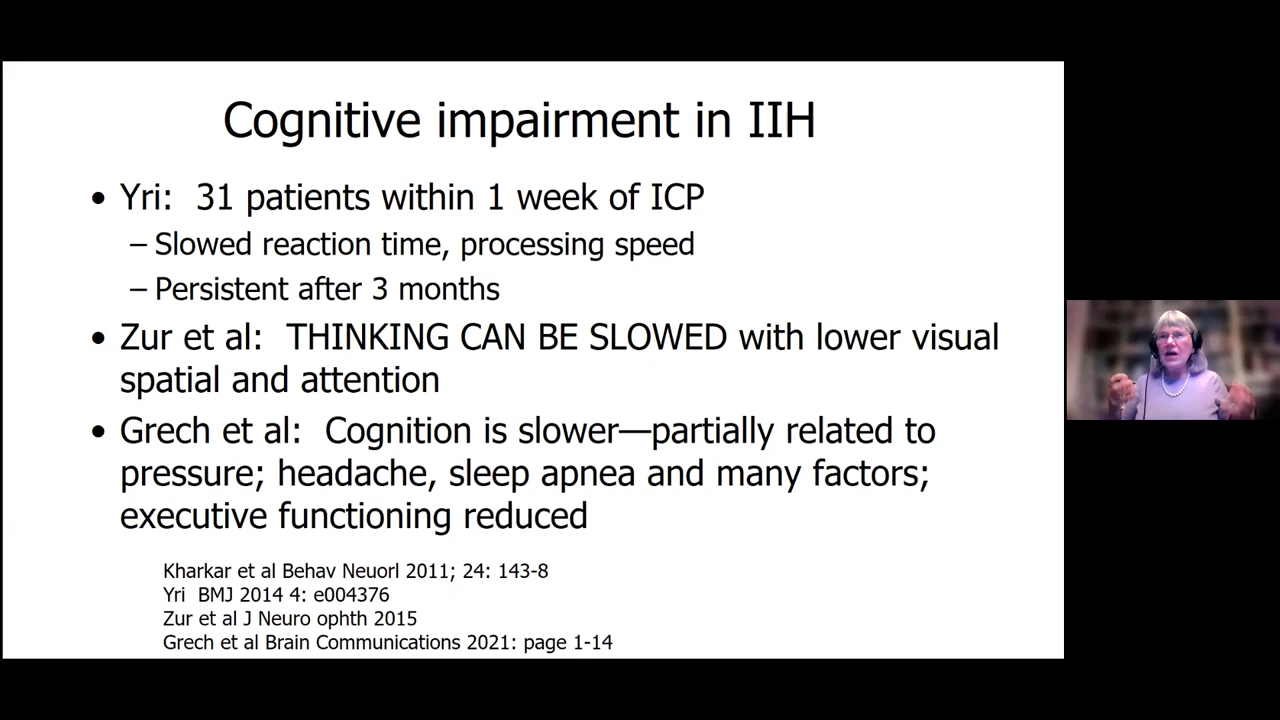 Cognitive impairment in IIH
• Yri:  31 patients within 1 week of ICP
– Slowed reaction time, processing speed
– Persistent after 3 months
• Zur et al:  THINKING CAN BE SLOWED with lower visual
spatial and attention
• Grech et al:  Cognition is slower—partially related to
pressure; headache, sleep apnea and many factors;
executive functioning reduced
Kharkar et al Behav Neuorl 2011; 24: 143-8
Yri  BMJ 2014 4: e004376
Zur et al J Neuro ophth 2015
Grech et al Brain Communications 2021: page 1-14